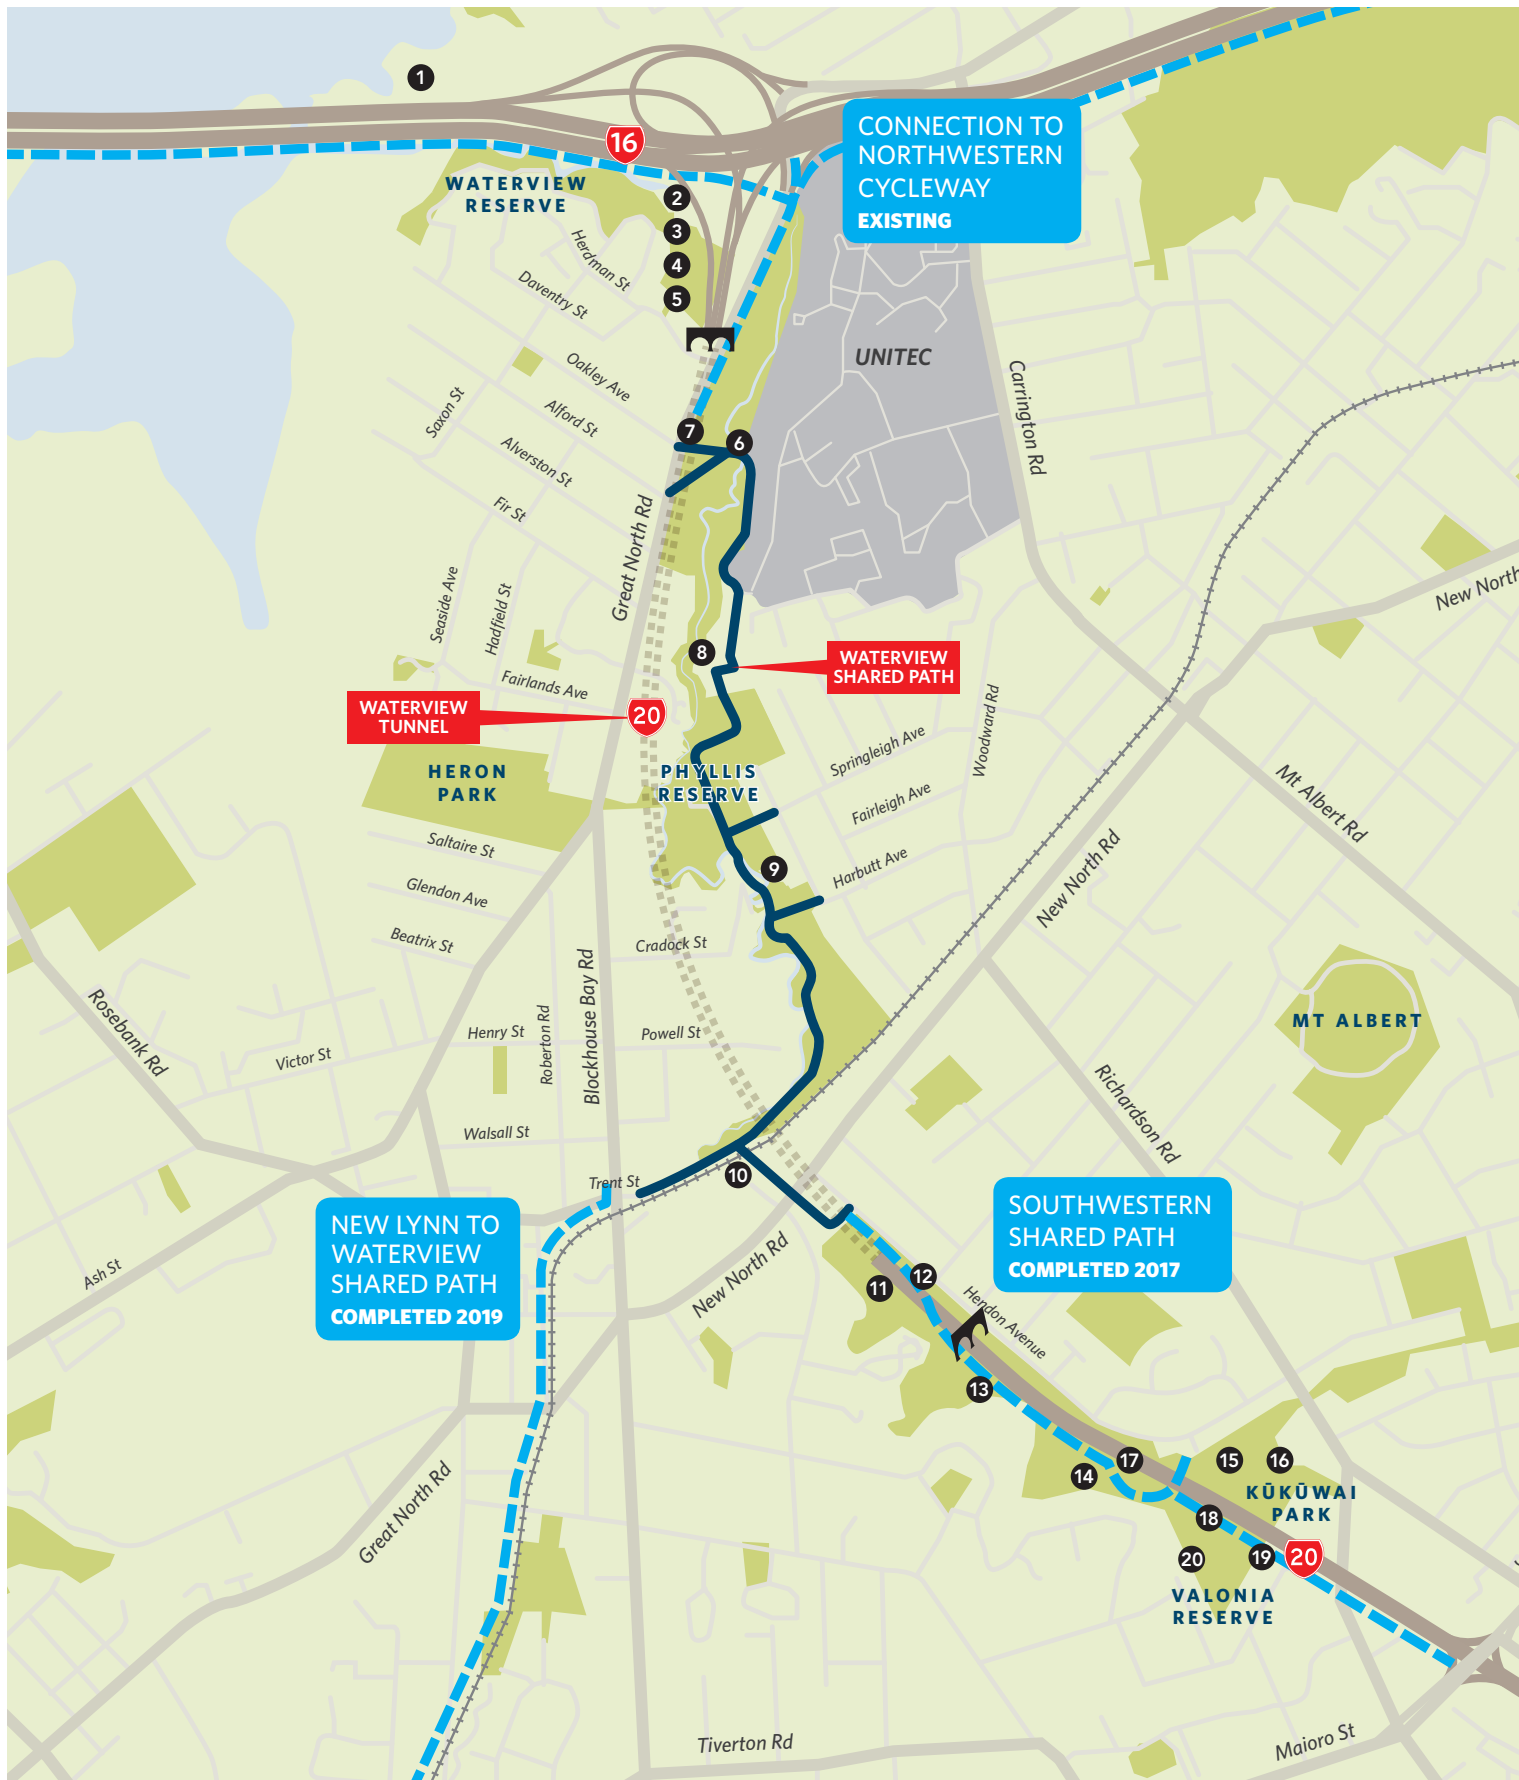 1
16
CONNECTION TO
NORTHWESTERN
CYCLEWAY
EXISTING
WATERVIEW
RESERVE
2
3
4
5
Herdman St
Daventry St
UNITEC
Oakley Ave
Carrington Rd
Saxon St
Alford St
7
6
Alverston St
Fir St
Great North Rd
Seaside Ave
Hadfield St
New North
8
WATERVIEW
SHARED PATH
Fairlands Ave
WATERVIEW
TUNNEL
20
Woodward Rd
Springleigh Ave
HERON
PARK
PHYLLIS
RESERVE
Fairleigh Ave
Mt Albert Rd
Saltaire St
9
Harbutt Ave
New North Rd
Glendon Ave
Beatrix St
Cradock St
Blockhouse Bay Rd
Rosebank Rd
MT ALBERT
Henry St
Roberton Rd
Powell St
Victor St
Richardson Rd
Walsall St
Trent St
10
NEW LYNN TO
WATERVIEW
SHARED PATH
COMPLETED 2019
SOUTHWESTERN
SHARED PATH
COMPLETED 2017
Ash St
New North Rd
11
12
Hendon Avenue
13
Great North Rd
14
17
15
16
KŪKŪWAI
PARK
18
20
19
20
VALONIA
RESERVE
Tiverton Rd
Maioro St